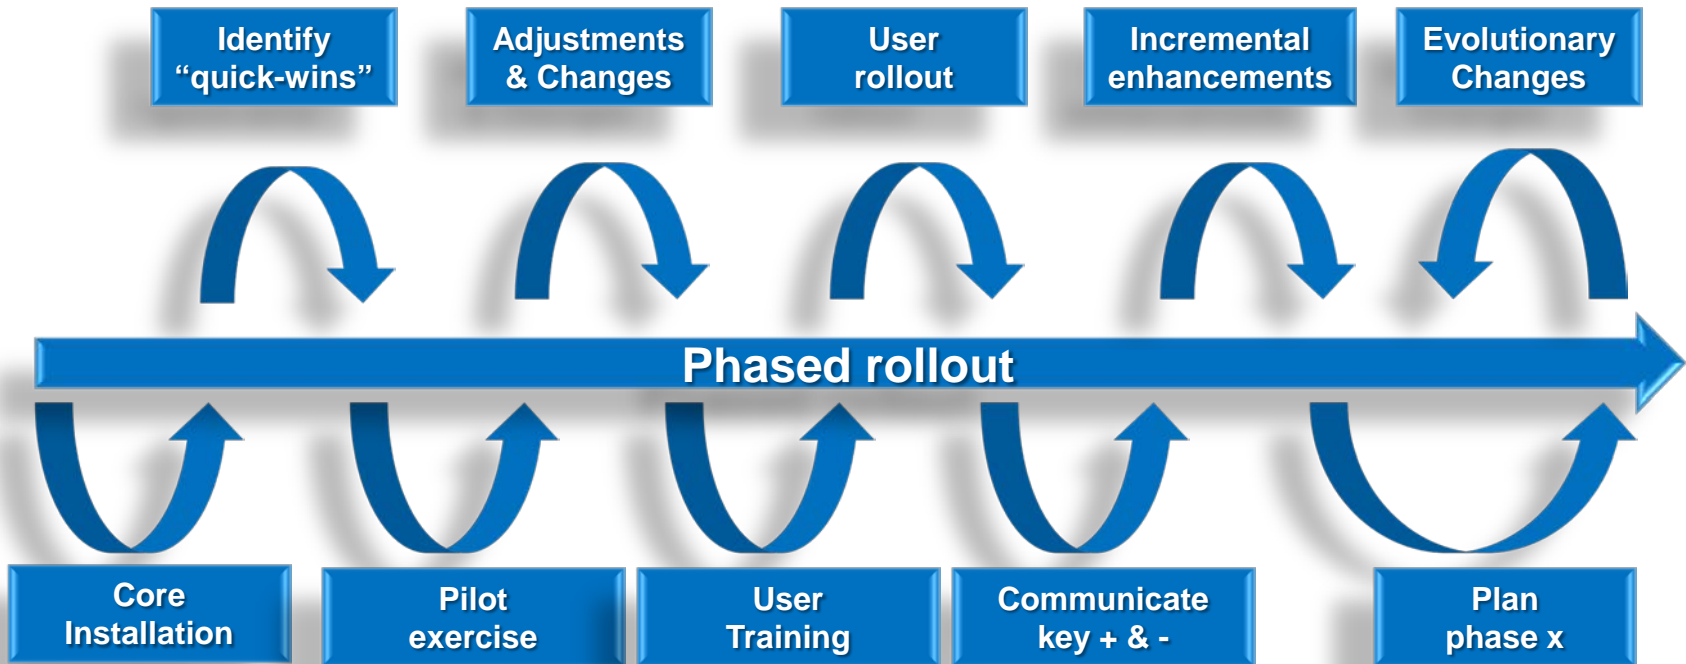 Identify
“quick-wins”
Adjustments
& Changes
User
rollout
Incremental
enhancements
Evolutionary
Changes
Phased rollout
Core
Installation
Pilot
exercise
User
Training
Communicate
key + & -
Plan
phase x